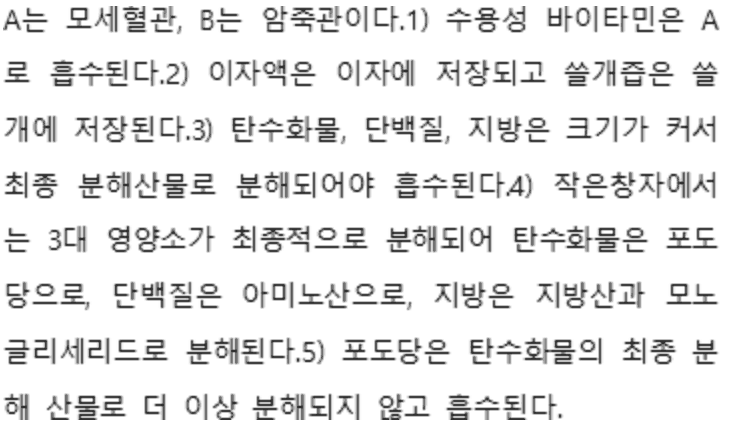 A는 모세혈관, B는 암죽관이다.1) 수용성 바이타민은 A
로 흡수된다.2) 이자액은 이자에 저장되고 쓸개즙은 쓸
개에 저장된다.3) 탄수화물, 단백질, 지방은 크기가 커서
최종 분해산물로 분해되어야 흡수된다.4) 작은창자에서
는 3대 영양소가 최종적으로 분해되어 탄수화물은 포도
당으로, 단백질은 아미노산으로, 지방은 지방산과 모노
글리세리드로 분해된다.5) 포도당은 탄수화물의 최종 분
해 산물로 더 이상 분해되지 않고 흡수된다.